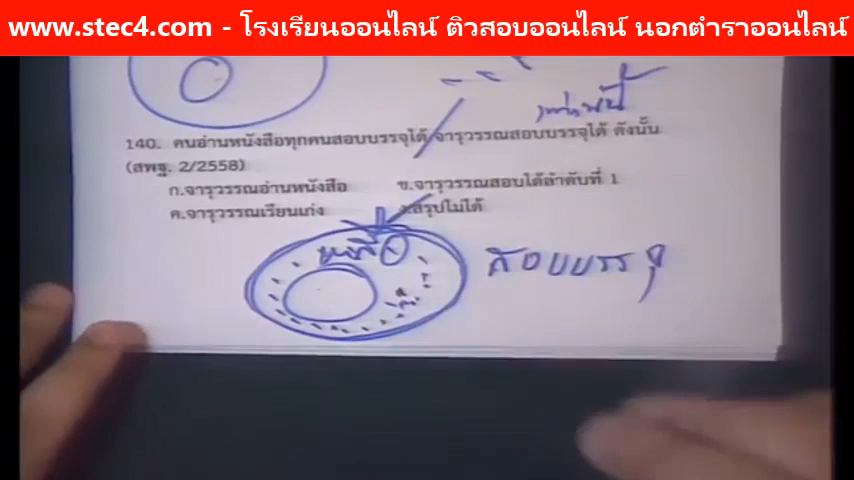 www.stec4.com - โรงเรียนออนไลน์ ติวสอบออนไลน์ นอกตำราออนไลน์
เท่านั้น
140. คนอ่านหนังสือทุกคนสอบบรรจุได้ จารุวรรณสอบบรรจุได้ ดังนั้น
(สพฐ. 2/2558)
ก.จารุวรรณอ่านหนังสือ ข.จารุวรรณสอบได้ลำดับที่ 1
ค.จารุวรรณเรียนเก่ง ง.สรุปไม่ได้
สอบบรรจุ